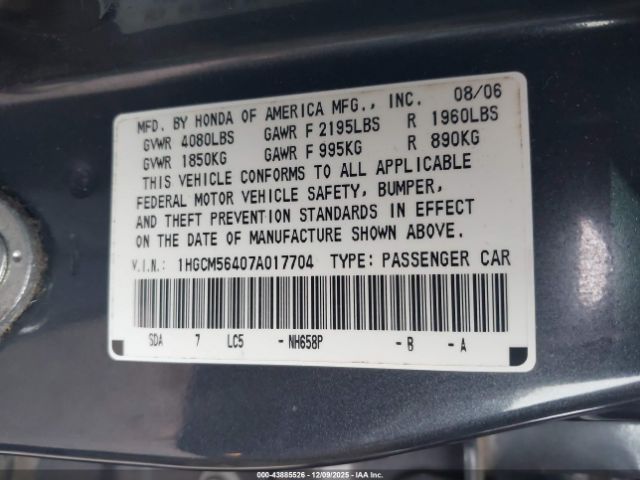 MFD. BY HONDA OF AMERICA MFG., INC. 08/06
GVWR 4080LBS GAWR F 2195LBS R 1960LBS
GVWR 1850KG GAWR F 995KG R 890KG
THIS VEHICLE CONFORMS TO ALL APPLICABLE
FEDERAL MOTOR VEHICLE SAFETY, BUMPER,
AND THEFT PREVENTION STANDARDS IN EFFECT
ON THE DATE OF MANUFACTURE SHOWN ABOVE.
V.I.N.: 1HGCM56407A017704 TYPE: PASSENGER CAR
SDA 7 LC5 -NH658P -B -A
000-43885526 - 12/09/2025 - IAAI.COM